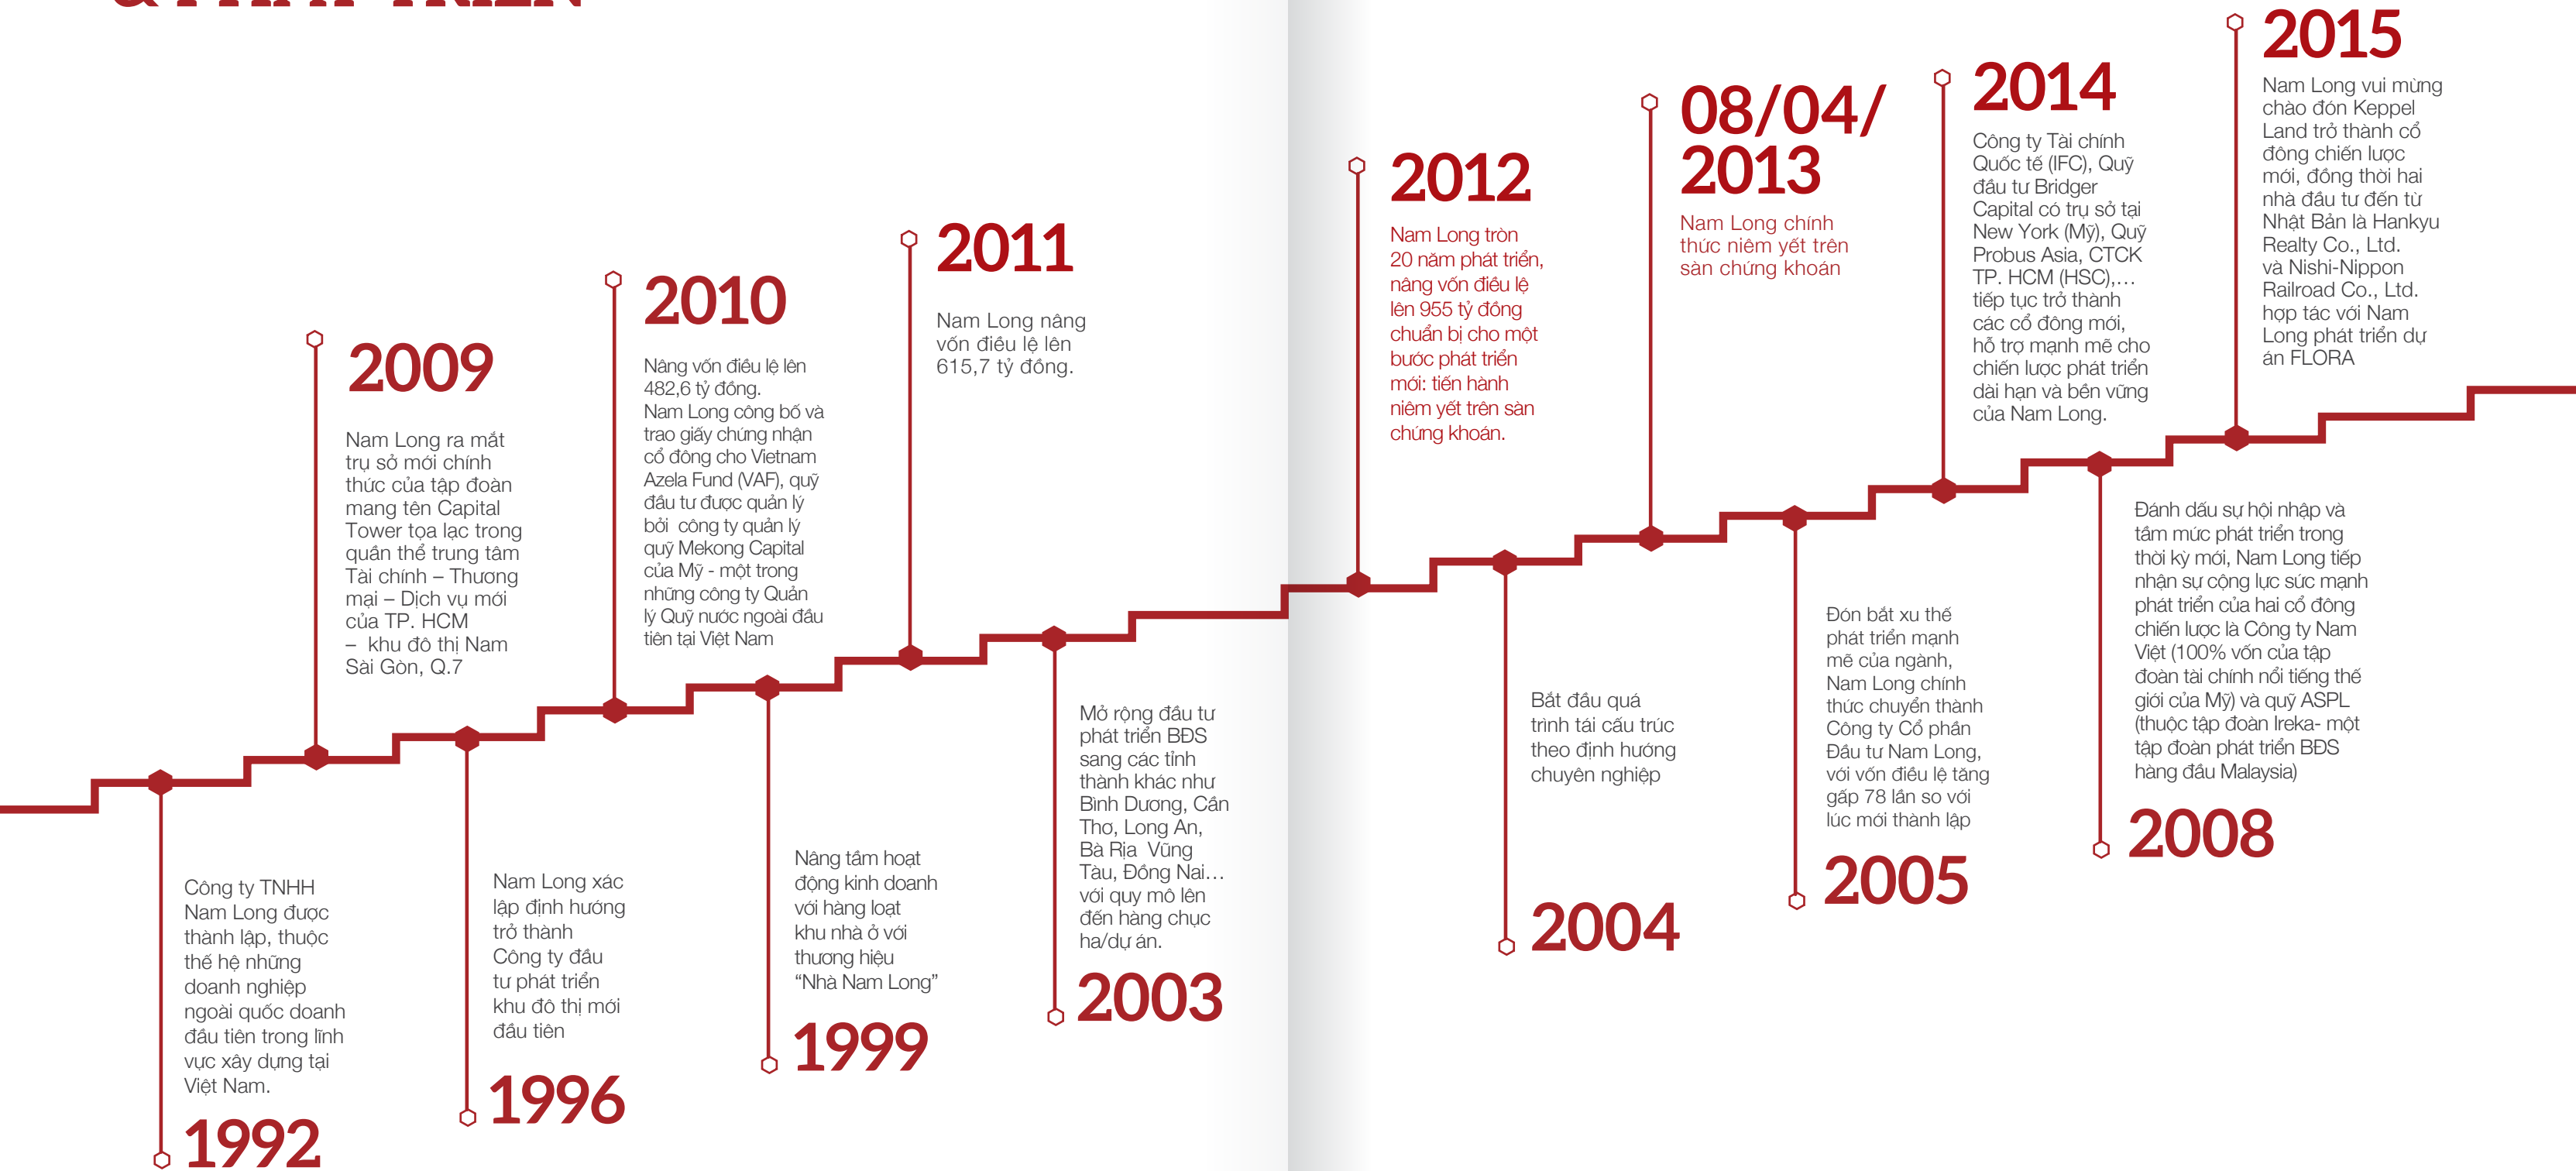 & PHÁT TRIỂN
2009
Nam Long ra mắt
trụ sở mới chính
thức của tập đoàn
mang tên Capital
Tower tọa lạc trong
quần thể trung tâm
Tài chính – Thương
mại – Dịch vụ mới
của TP. HCM
– khu đô thị Nam
Sài Gòn, Q.7
2010
Nâng vốn điều lệ lên
482,6 tỷ đồng.
Nam Long công bố và
trao giấy chứng nhận
cổ đông cho Vietnam
Azela Fund (VAF), quỹ
đầu tư được quản lý
bởi công ty quản lý
quỹ Mekong Capital
của Mỹ - một trong
những công ty Quản
lý Quỹ nước ngoài đầu
tiên tại Việt Nam
2011
Nam Long nâng
vốn điều lệ lên
615,7 tỷ đồng.
1992
Công ty TNHH
Nam Long được
thành lập, thuộc
thế hệ những
doanh nghiệp
ngoài quốc doanh
đầu tiên trong lĩnh
vực xây dựng tại
Việt Nam.
1996
Nam Long xác
lập định hướng
trở thành
Công ty đầu
tư phát triển
khu đô thị mới
đầu tiên
1999
Nâng tầm hoạt
động kinh doanh
với hàng loạt
khu nhà ở với
thương hiệu
“Nhà Nam Long”
2003
Mở rộng đầu tư
phát triển BĐS
sang các tỉnh
thành khác như
Bình Dương, Cần
Thơ, Long An,
Bà Rịa Vũng
Tàu, Đồng Nai…
với quy mô lên
đến hàng chục
ha/dự án.
2012
Nam Long tròn
20 năm phát triển,
nâng vốn điều lệ
lên 955 tỷ đồng
chuẩn bị cho một
bước phát triển
mới: tiến hành
niêm yết trên sàn
chứng khoán.
08/04/
2013
Nam Long chính
thức niêm yết trên
sàn chứng khoán
2014
Công ty Tài chính
Quốc tế (IFC), Quỹ
đầu tư Bridger
Capital có trụ sở tại
New York (Mỹ), Quỹ
Probus Asia, CTCK
TP. HCM (HSC),…
tiếp tục trở thành
các cổ đông mới,
hỗ trợ mạnh mẽ cho
chiến lược phát triển
dài hạn và bền vững
của Nam Long.
2015
Nam Long vui mừng
chào đón Keppel
Land trở thành cổ
đông chiến lược
mới, đồng thời hai
nhà đầu tư đến từ
Nhật Bản là Hankyu
Realty Co., Ltd.
và Nishi-Nippon
Railroad Co., Ltd.
hợp tác với Nam
Long phát triển dự
án FLORA
Bắt đầu quá
trình tái cấu trúc
theo định hướng
chuyên nghiệp
2004
Đón bắt xu thế
phát triển mạnh
mẽ của ngành,
Nam Long chính
thức chuyển thành
Công ty Cổ phần
Đầu tư Nam Long,
với vốn điều lệ tăng
gấp 78 lần so với
lúc mới thành lập
2005
Đánh dấu sự hội nhập và
tầm mức phát triển trong
thời kỳ mới, Nam Long tiếp
nhận sự cộng lực sức mạnh
phát triển của hai cổ đông
chiến lược là Công ty Nam
Việt (100% vốn của tập
đoàn tài chính nổi tiếng thế
giới của Mỹ) và quỹ ASPL
(thuộc tập đoàn Ireka- một
tập đoàn phát triển BĐS
hàng đầu Malaysia)
2008